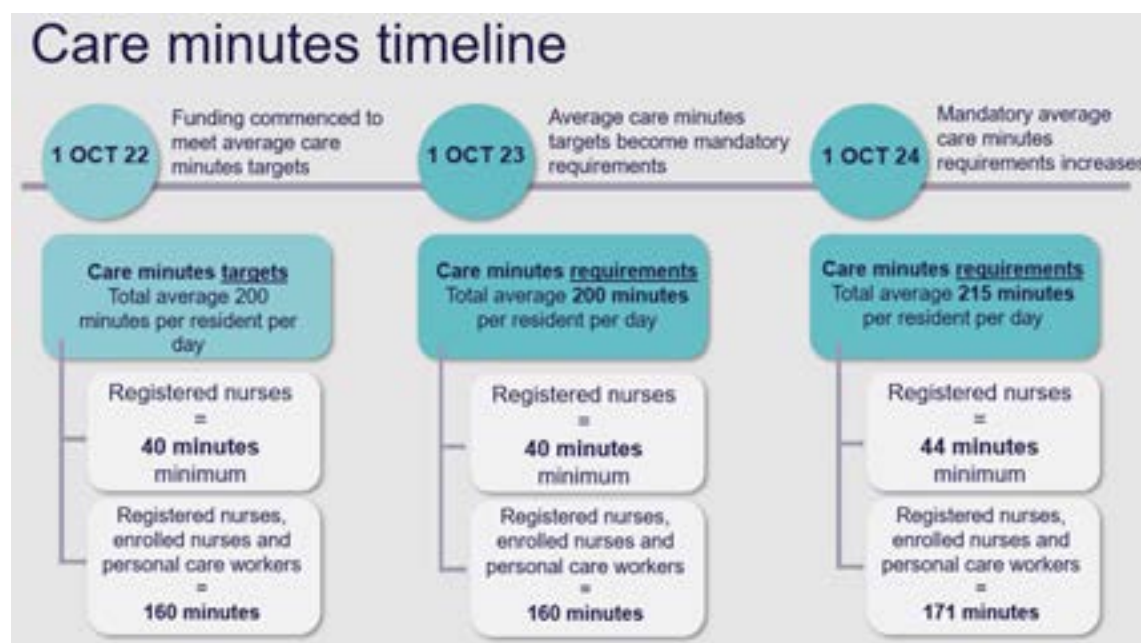 Care minutes timeline
1 OCT 22
Funding commenced to
meet average care
minutes targets
1 OCT 23
Average care minutes
targets become mandatory
requirements
1 OCT 24
Mandatory average
care minutes
requirements increases
Care minutes targets
Total average 200
minutes per resident per
day
Registered nurses
=
40 minutes
minimum
Registered nurses,
enrolled nurses and
personal care workers
=
160 minutes
Care minutes requirements
Total average 200 minutes
per resident per day
Registered nurses
=
40 minutes
minimum
Registered nurses,
enrolled nurses and
personal care workers
=
160 minutes
Care minutes requirements
Total average 215 minutes
per resident per day
Registered nurses
=
44 minutes
minimum
Registered nurses,
enrolled nurses and
personal care workers
=
171 minutes